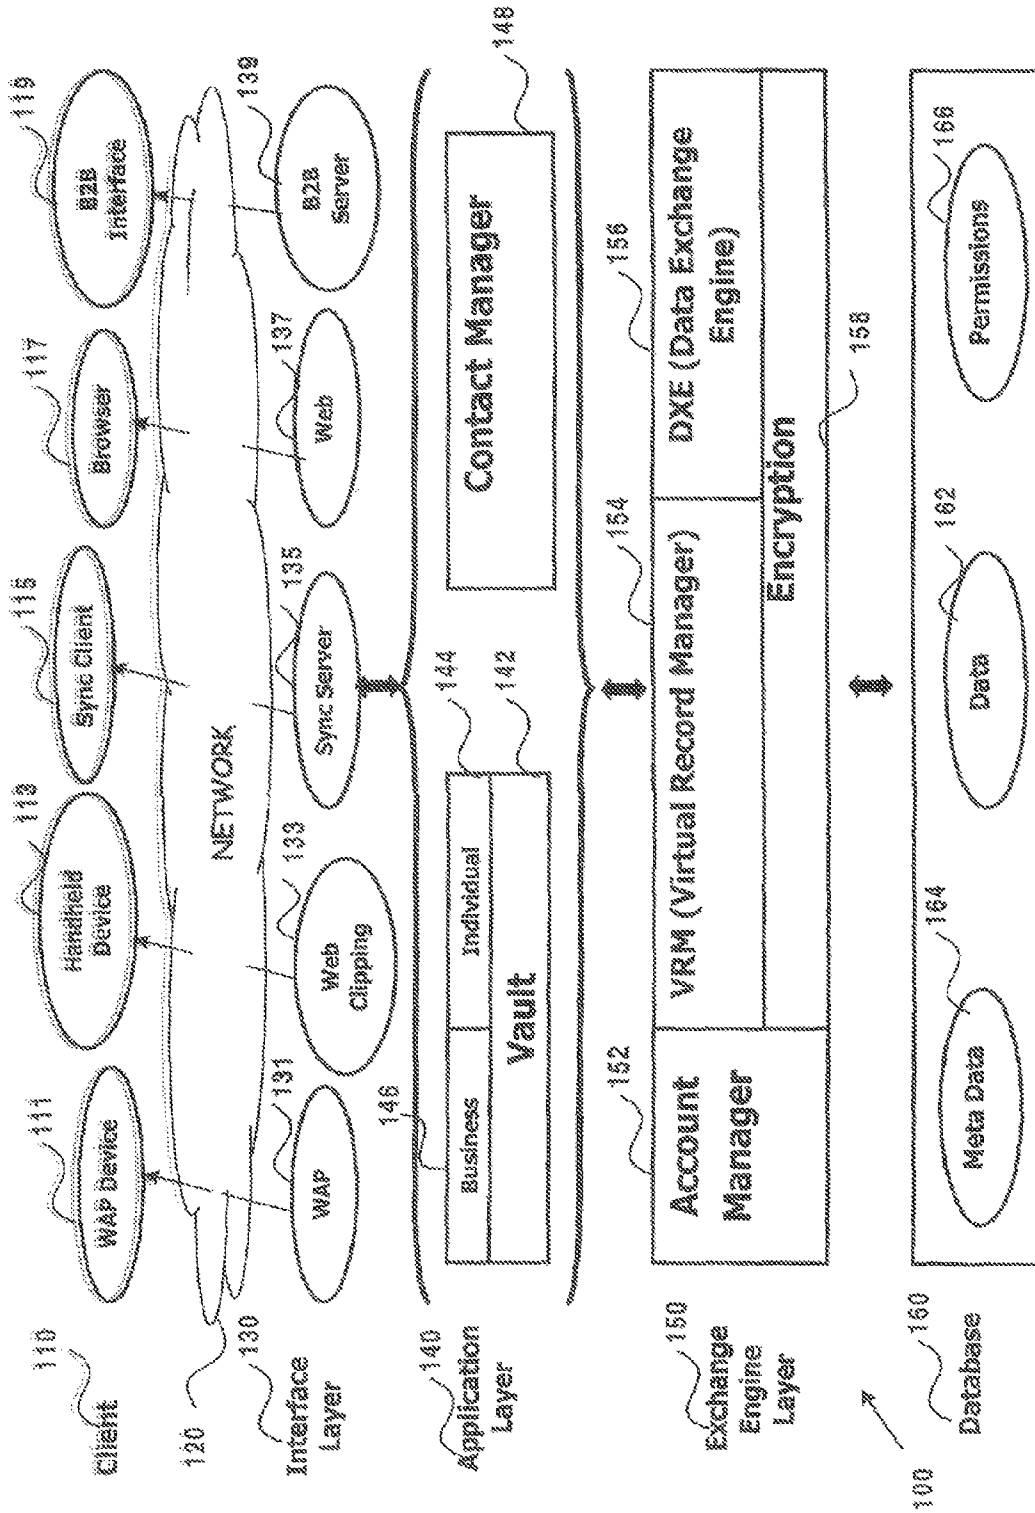 110
Client
111
WAP Device
113
Handheld
Device
115
Sync Client
117
Browser
119
B2B
Interface
120
NETWORK
130
Interface
Layer
131
WAP
133
Web
Clipping
135
Sync Server
137
Web
139
B2B
Server
140
Application
Layer
146
Business
144
Individual
142
Vault
148
Contact Manager
150
Exchange
Engine
Layer
152
Account
Manager
154
VRM (Virtual Record Manager)
156
DXE (Data Exchange
Engine)
158
Encryption
160
Database
164
Meta Data
162
Data
166
Permissions
100